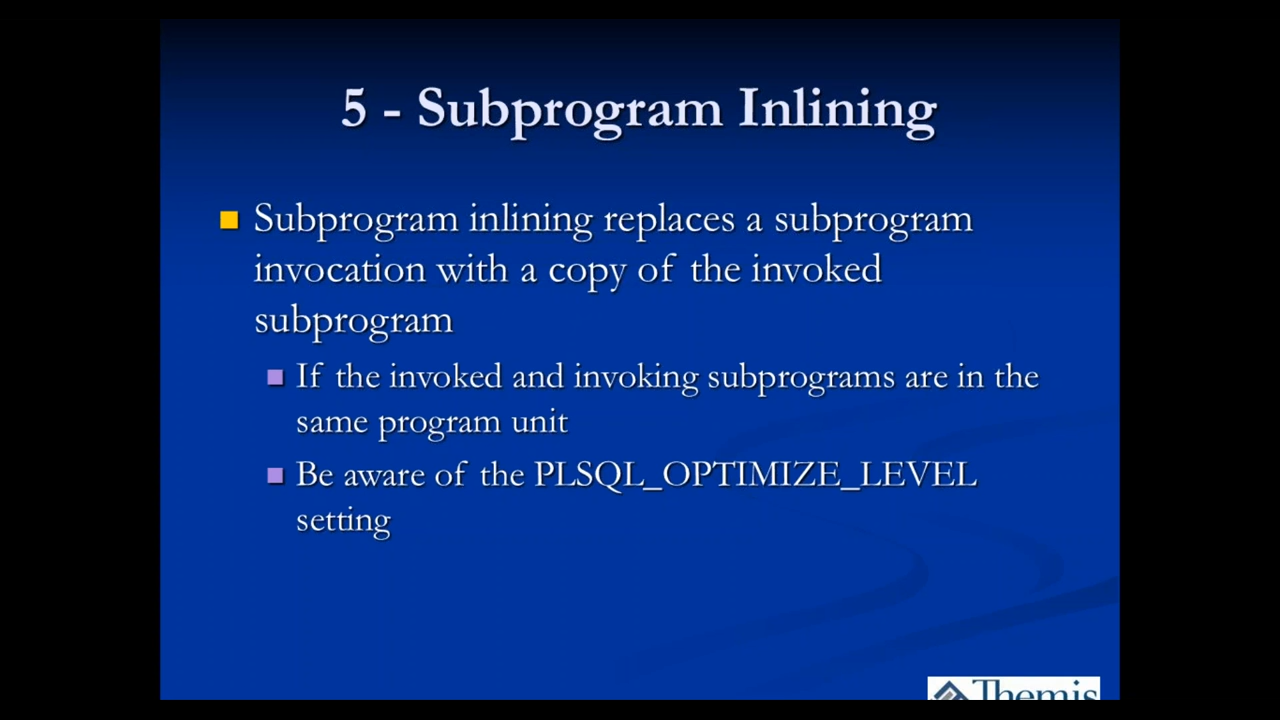 5 - Subprogram Inlining
Subprogram inlining replaces a subprogram
invocation with a copy of the invoked
subprogram
If the invoked and invoking subprograms are in the
same program unit
Be aware of the PLSQL_OPTIMIZE_LEVEL
setting
Themis